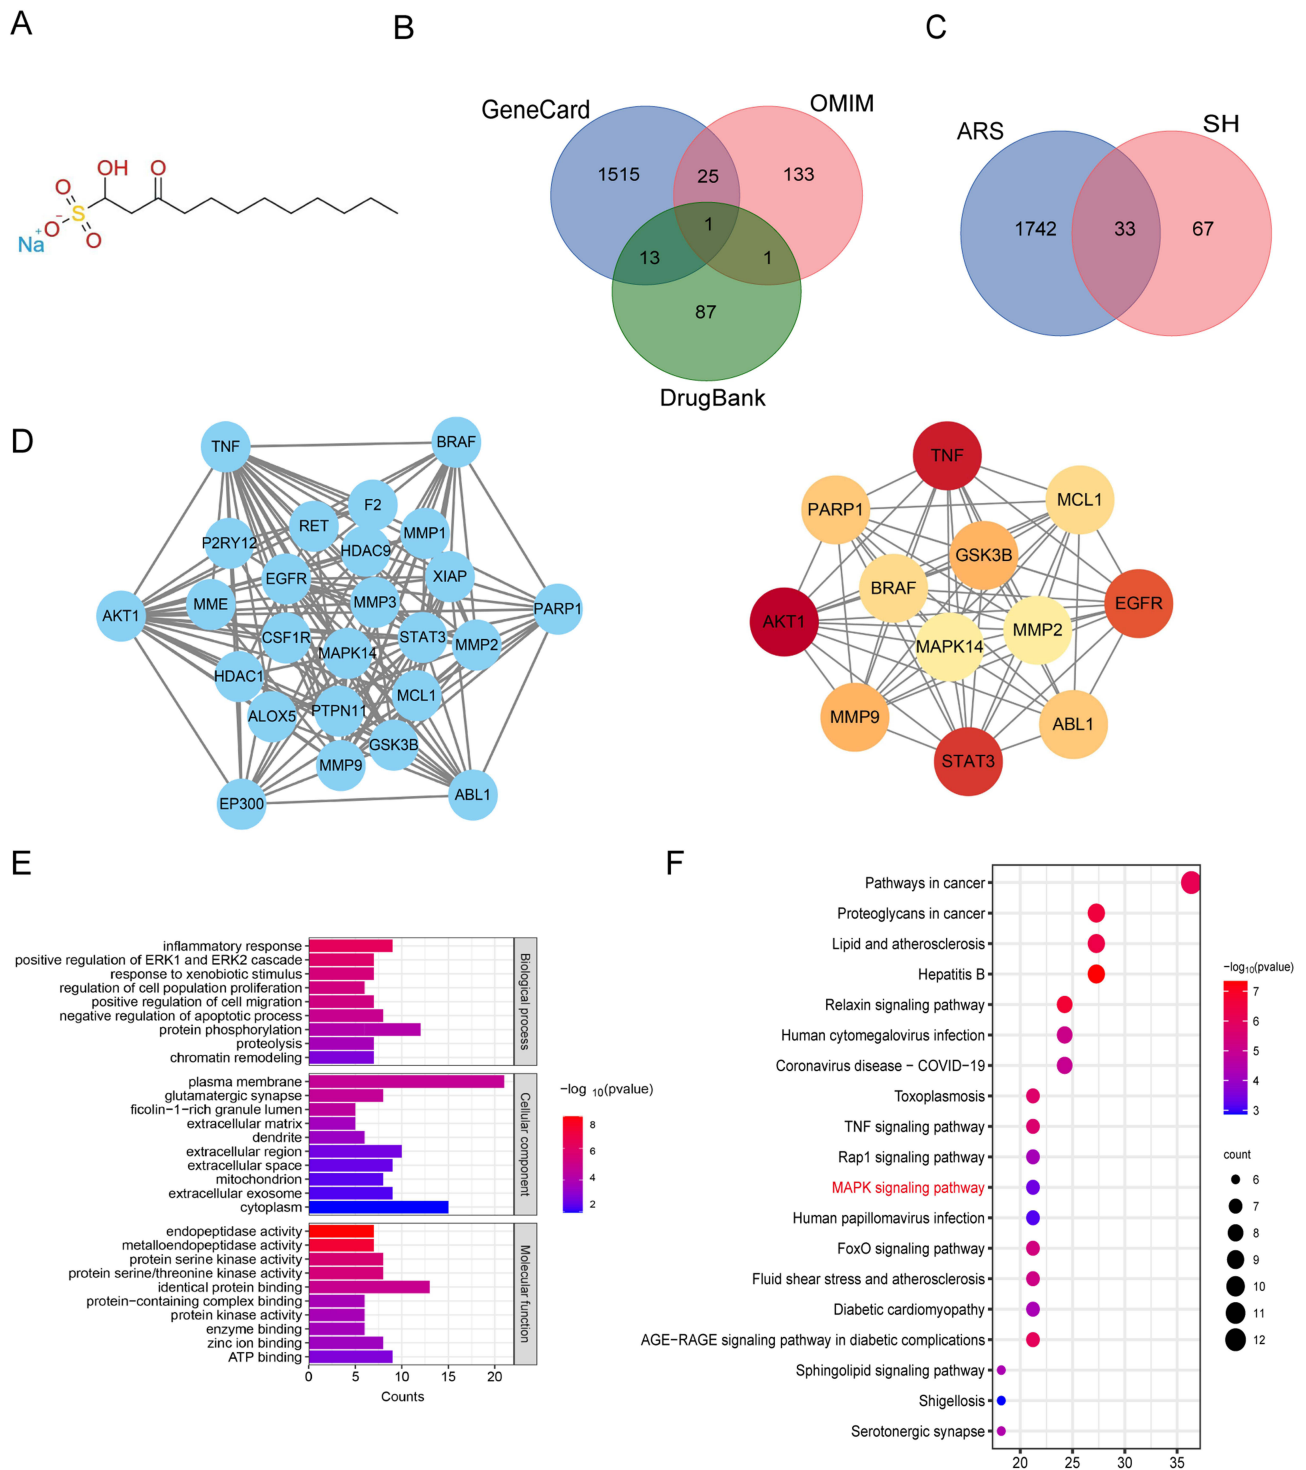 A
OH
O
O
S
O
−
O
Na
+
B
GeneCard
OMIM
1515
25
133
1
13
1
87
DrugBank
C
ARS
SH
1742
33
67
D
TNF
BRAF
F2
RET
MMP1
P2RY12
HDAC9
EGFR
XIAP
MME
MMP3
PARP1
AKT1
CSF1R
STAT3
MMP2
MAPK14
HDAC1
MCL1
ALOX5
PTPN11
GSK3B
MMP9
EP300
ABL1
TNF
PARP1
MCL1
GSK3B
BRAF
EGFR
AKT1
MMP2
MAPK14
MMP9
ABL1
STAT3
E
inflammatory response
positive regulation of ERK1 and ERK2 cascade
response to xenobiotic stimulus
regulation of cell population proliferation
positive regulation of cell migration
negative regulation of apoptotic process
protein phosphorylation
proteolysis
chromatin remodeling
Biological process
plasma membrane
glutamatergic synapse
ficolin−1−rich granule lumen
extracellular matrix
dendrite
extracellular region
extracellular space
mitochondrion
extracellular exosome
cytoplasm
Cellular component
endopeptidase activity
metalloendopeptidase activity
protein serine kinase activity
protein serine/threonine kinase activity
identical protein binding
protein−containing complex binding
protein kinase activity
enzyme binding
zinc ion binding
ATP binding
Molecular function
0 5 10 15 20
Counts
−log 10(pvalue)
8
6
4
2
F
Pathways in cancer
Proteoglycans in cancer
Lipid and atherosclerosis
Hepatitis B
Relaxin signaling pathway
Human cytomegalovirus infection
Coronavirus disease − COVID−19
Toxoplasmosis
TNF signaling pathway
Rap1 signaling pathway
MAPK signaling pathway
Human papillomavirus infection
FoxO signaling pathway
Fluid shear stress and atherosclerosis
Diabetic cardiomyopathy
AGE−RAGE signaling pathway in diabetic complications
Sphingolipid signaling pathway
Shigellosis
Serotonergic synapse
20 25 30 35
−log10(pvalue)
7
6
5
4
3
count
6
7
8
9
10
11
12